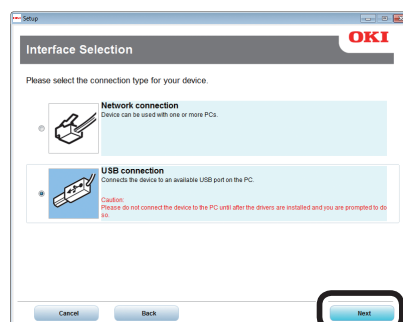 Setup
OKI
Interface Selection
Please select the connection type for your device.
Network connection
Device can be used with one or more PCs.
USB connection
Connects the device to an available USB port on the PC.
Caution:
Please do not connect the device to the PC until after the drivers are installed and you are prompted to do
so.
Cancel
Back
Next